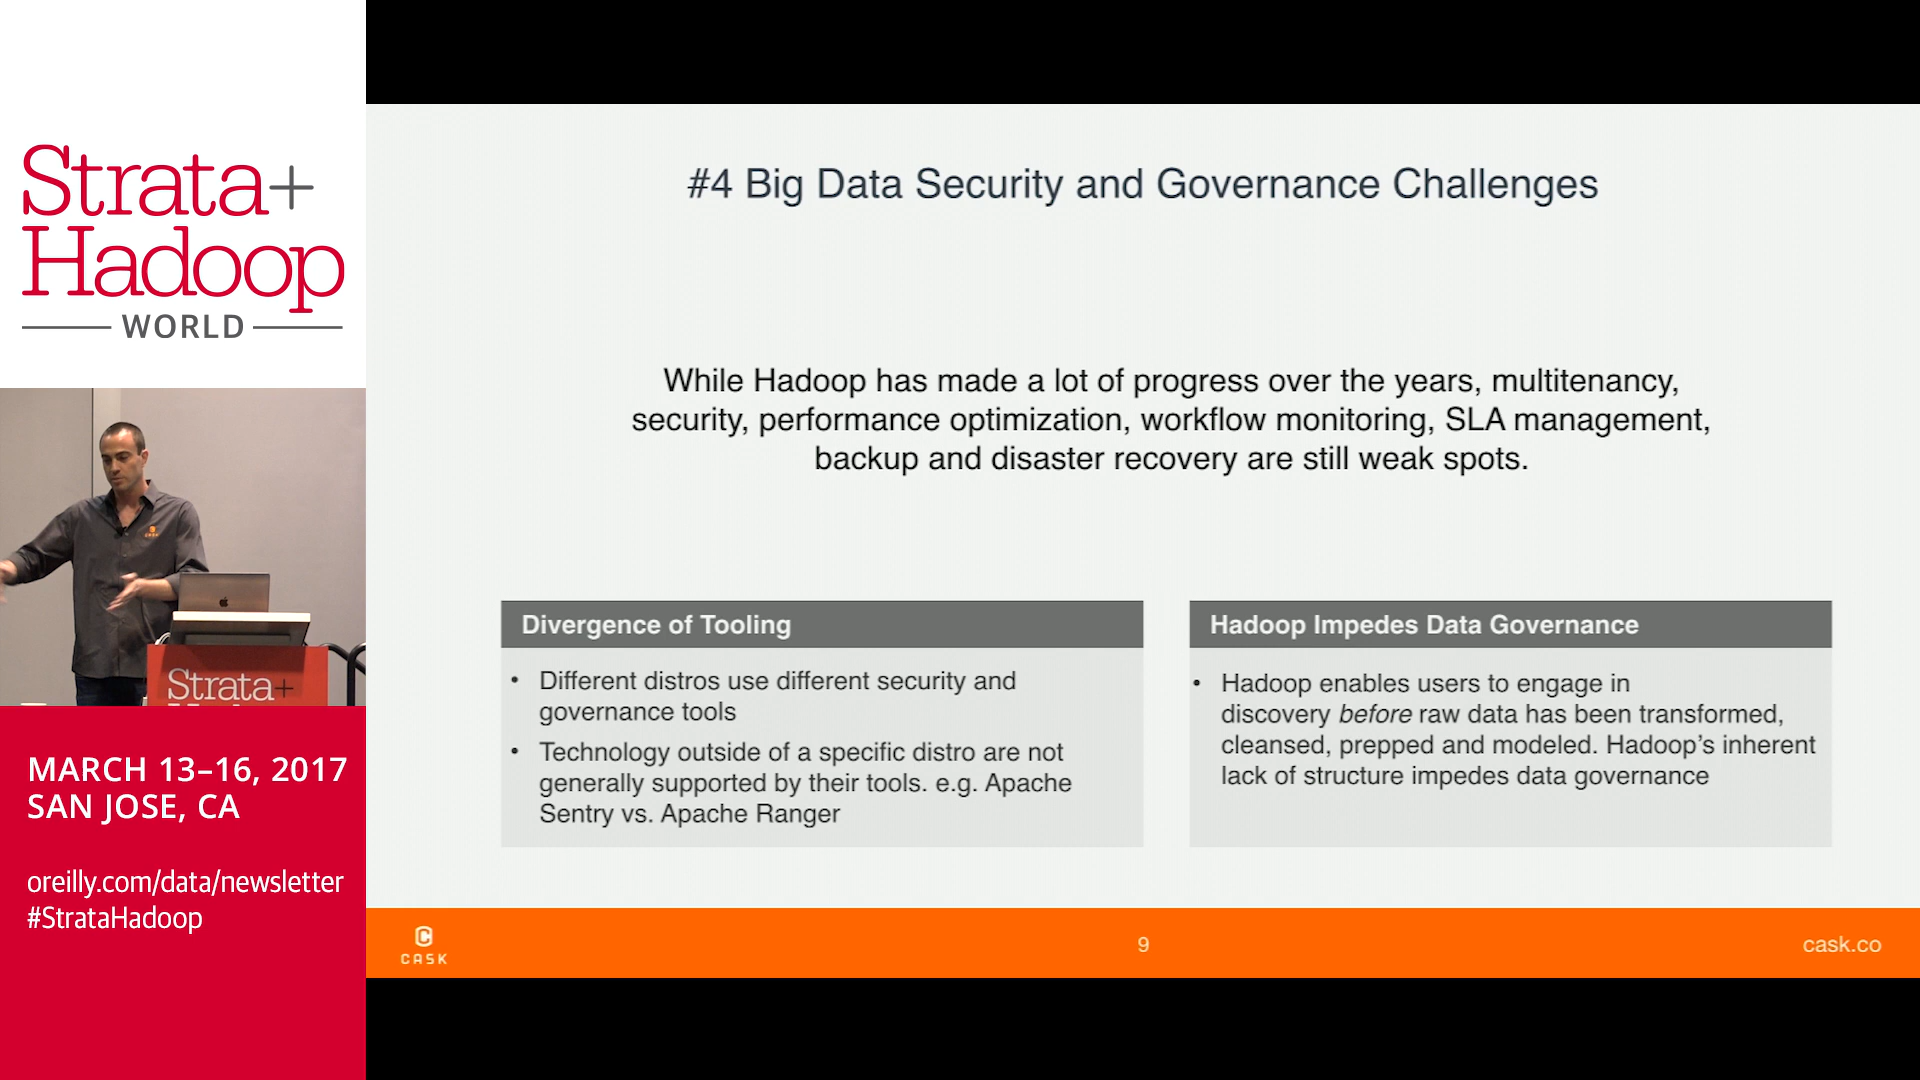 Strata+
Hadoop
WORLD
Strata+
MARCH 13–16, 2017
SAN JOSE, CA
oreilly.com/data/newsletter
#StrataHadoop
#4 Big Data Security and Governance Challenges
While Hadoop has made a lot of progress over the years, multitenancy,
security, performance optimization, workflow monitoring, SLA management,
backup and disaster recovery are still weak spots.
Divergence of Tooling
• Different distros use different security and
governance tools
• Technology outside of a specific distro are not
generally supported by their tools. e.g. Apache
Sentry vs. Apache Ranger
Hadoop Impedes Data Governance
• Hadoop enables users to engage in
discovery before raw data has been transformed,
cleansed, prepped and modeled. Hadoop's inherent
lack of structure impedes data governance
CASK
9
cask.co